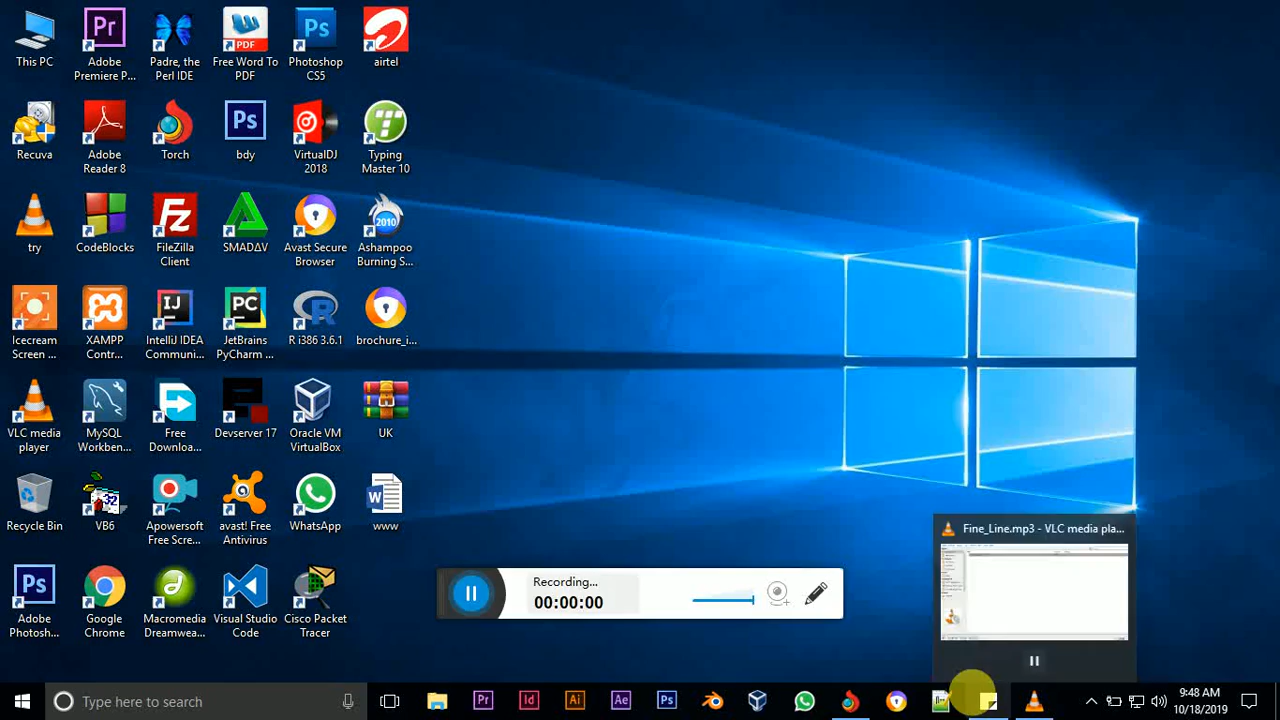 This PC
Adobe
Premiere P...
Padre, the
Perl IDE
Free Word To
PDF
Photoshop
CS5
airtel
Recuva
Adobe
Reader 8
Torch
bdy
VirtualDJ
2018
Typing
Master 10
try
CodeBlocks
FileZilla
Client
SMADΔV
Avast Secure
Browser
Ashampoo
Burning S...
Icecream
Screen ...
XAMPP
Contr...
IntelliJ IDEA
Communi...
JetBrains
PyCharm ...
R i386 3.6.1
brochure_i...
VLC media
player
MySQL
Workben...
Free
Downloa...
Devserver 17
Oracle VM
VirtualBox
UK
Recycle Bin
VB6
Apowersoft
Free Scre...
avast! Free
Antivirus
WhatsApp
www
Adobe
Photosh...
Google
Chrome
Macromedia
Dreamwea...
Visual Studio
Code
Cisco Packet
Tracer
Recording...
00:00:00
Fine_Line.mp3 - VLC media pla...
Type here to search
9:48 AM
10/18/2019